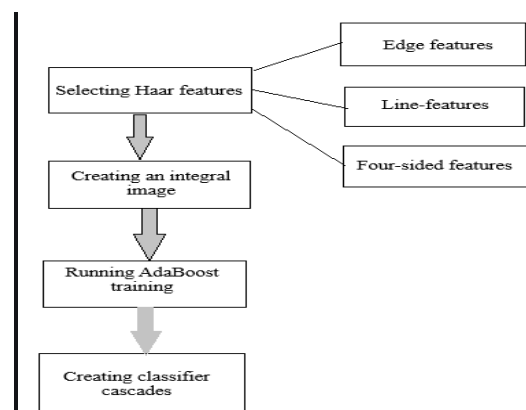 Edge features
Selecting Haar features
Line-features
Four-sided features
Creating an integral
image
Running AdaBoost
training
Creating classifier
cascades